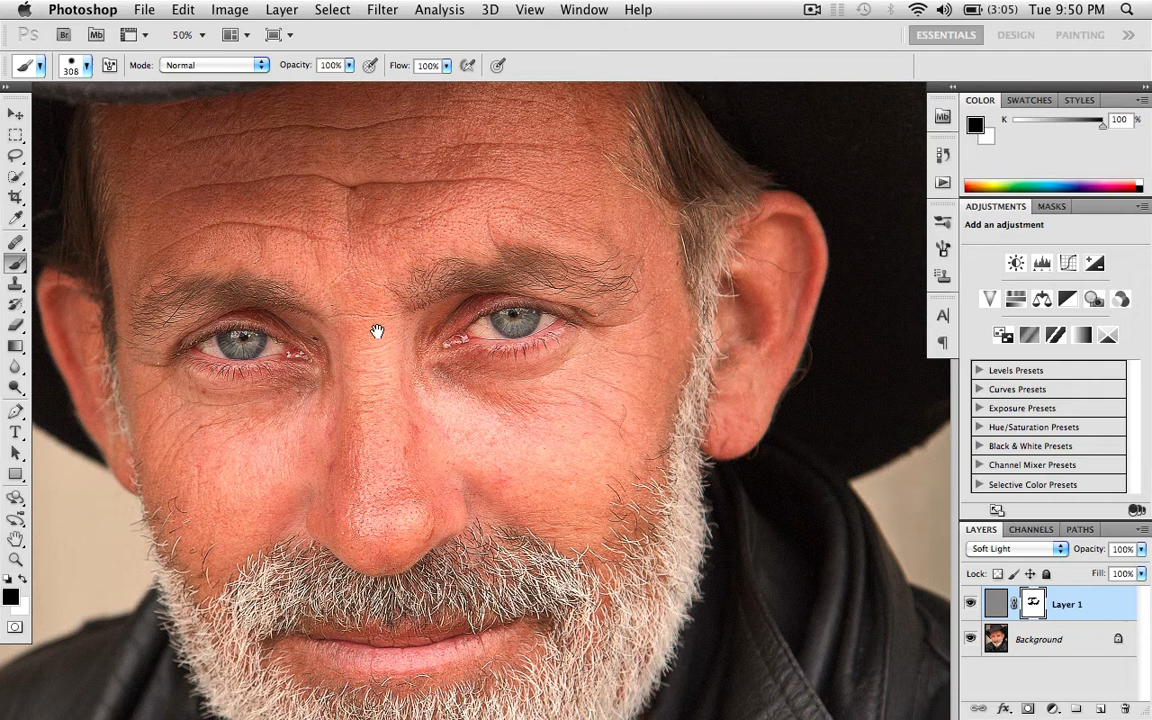 Photoshop File Edit Image Layer Select Filter Analysis 3D View Window Help (3:05) Tue 9:50 PM
Ps Br Mb 50% ESSENTIALS DESIGN PAINTING
308 Mode: Normal Opacity: 100% Flow: 100%
COLOR SWATCHES STYLES
Mb
K 100 %
ADJUSTMENTS MASKS
Add an adjustment
A
Levels Presets
Curves Presets
Exposure Presets
Hue/Saturation Presets
Black & White Presets
Channel Mixer Presets
Selective Color Presets
T
LAYERS CHANNELS PATHS
Soft Light Opacity: 100%
Lock: Fill: 100%
Layer 1
Background
fx